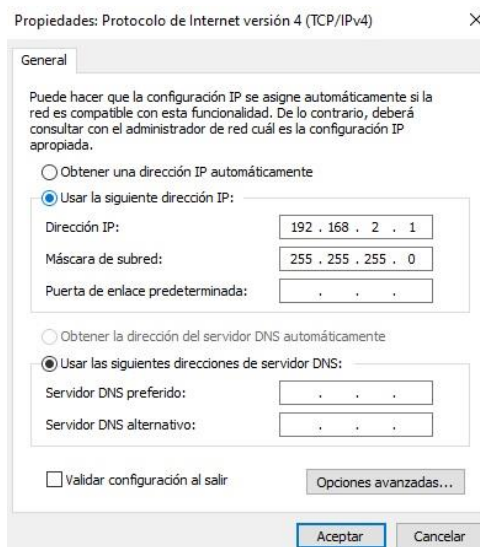 Propiedades: Protocolo de Internet versión 4 (TCP/IPv4)
General
Puede hacer que la configuración IP se asigne automáticamente si la
red es compatible con esta funcionalidad. De lo contrario, deberá
consultar con el administrador de red cuál es la configuración IP
apropiada.
Obtener una dirección IP automáticamente
Usar la siguiente dirección IP:
Dirección IP: 192 . 168 . 2 . 1
Máscara de subred: 255 . 255 . 255 . 0
Puerta de enlace predeterminada: . . .
Obtener la dirección del servidor DNS automáticamente
Usar las siguientes direcciones de servidor DNS:
Servidor DNS preferido: . . .
Servidor DNS alternativo: . . .
Validar configuración al salir Opciones avanzadas...
Aceptar Cancelar